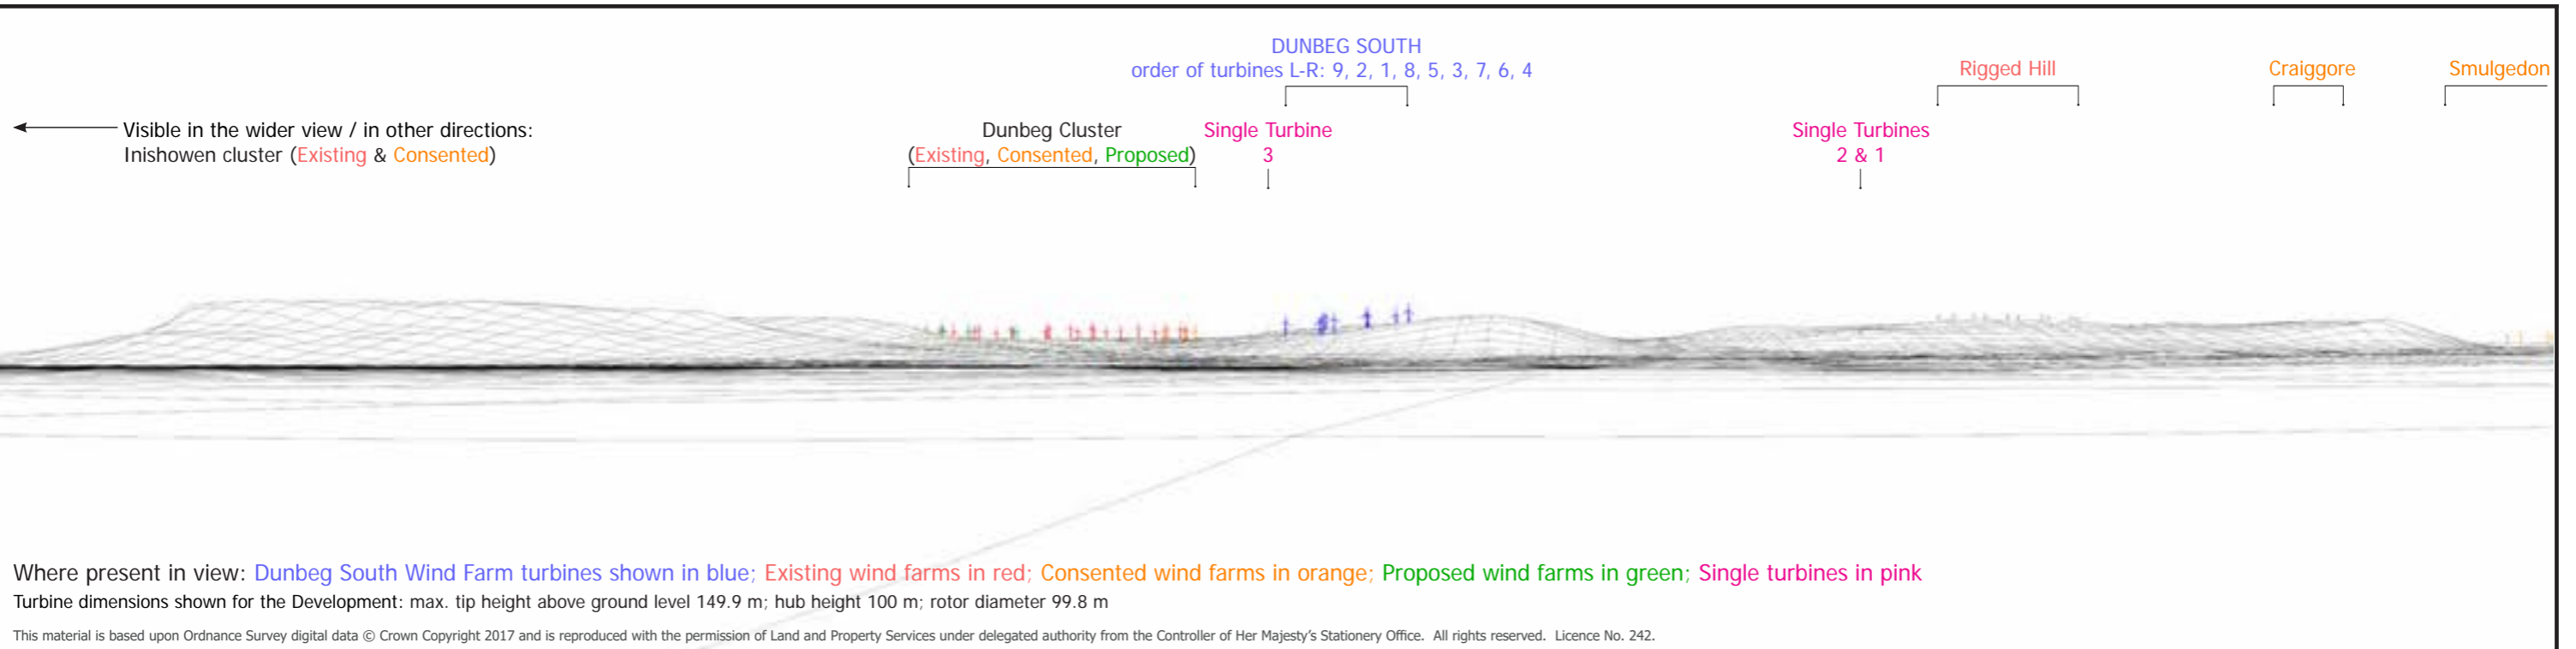 DUNBEG SOUTH
order of turbines L-R: 9, 2, 1, 8, 5, 3, 7, 6, 4
Rigged Hill
Craiggore
Smulgedon
Visible in the wider view / in other directions:
Inishowen cluster (Existing & Consented)
Dunbeg Cluster
(Existing, Consented, Proposed)
Single Turbine
3
Single Turbines
2 & 1
Where present in view: Dunbeg South Wind Farm turbines shown in blue; Existing wind farms in red; Consented wind farms in orange; Proposed wind farms in green; Single turbines in pink
Turbine dimensions shown for the Development: max. tip height above ground level 149.9 m; hub height 100 m; rotor diameter 99.8 m
This material is based upon Ordnance Survey digital data © Crown Copyright 2017 and is reproduced with the permission of Land and Property Services under delegated authority from the Controller of Her Majesty's Stationery Office.  All rights reserved.  Licence No. 242.